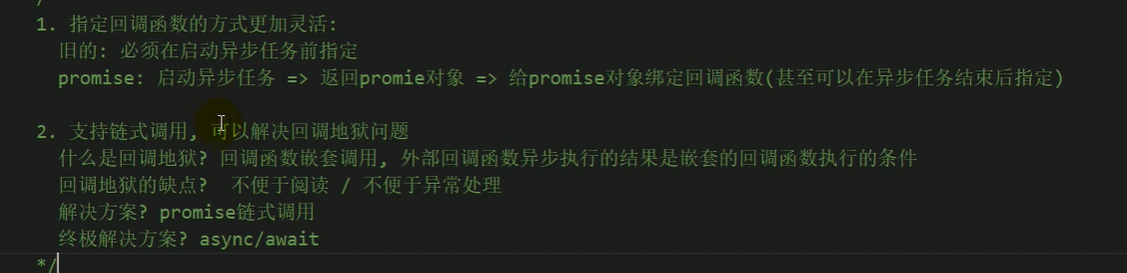 /
1. 指定回调函数的方式更加灵活:
旧的: 必须在启动异步任务前指定
promise: 启动异步任务 => 返回promie对象 => 给promise对象绑定回调函数(甚至可以在异步任务结束后指定)
2. 支持链式调用, 可以解决回调地狱问题
什么是回调地狱? 回调函数嵌套调用, 外部回调函数异步执行的结果是嵌套的回调函数执行的条件
回调地狱的缺点? 不便于阅读 / 不便于异常处理
解决方案? promise链式调用
终极解决方案? async/await
*/